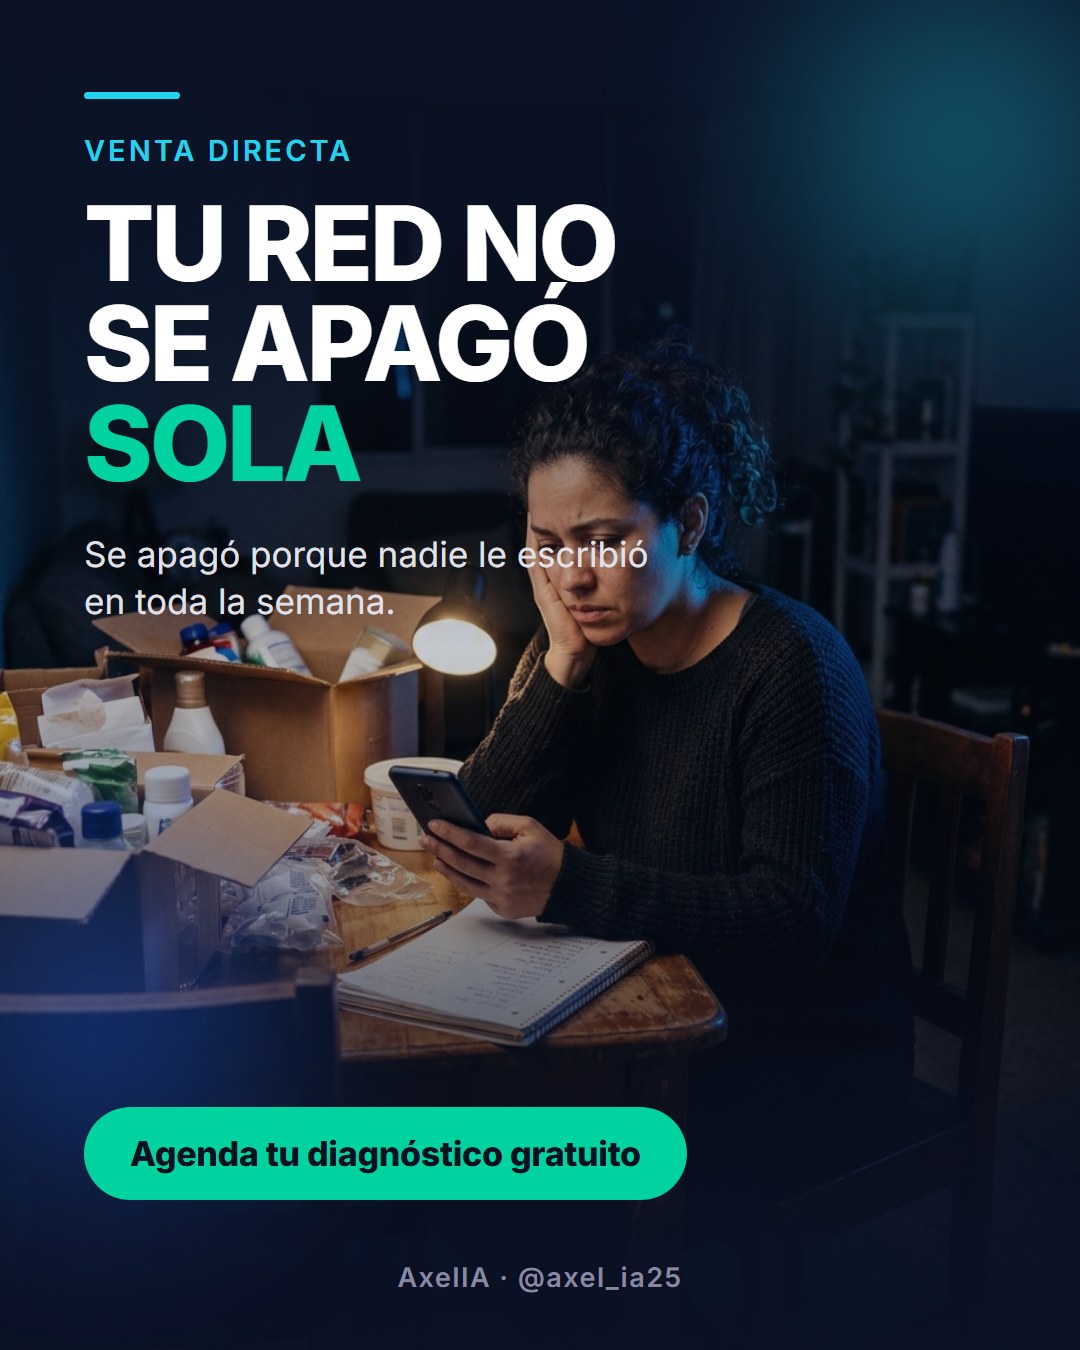 VENTA DIRECTA
TU RED NO
SE APAGÓ
SOLA
Se apagó porque nadie le escribió
en toda la semana.
Agenda tu diagnóstico gratuito
AxelIA · @axel_ia25